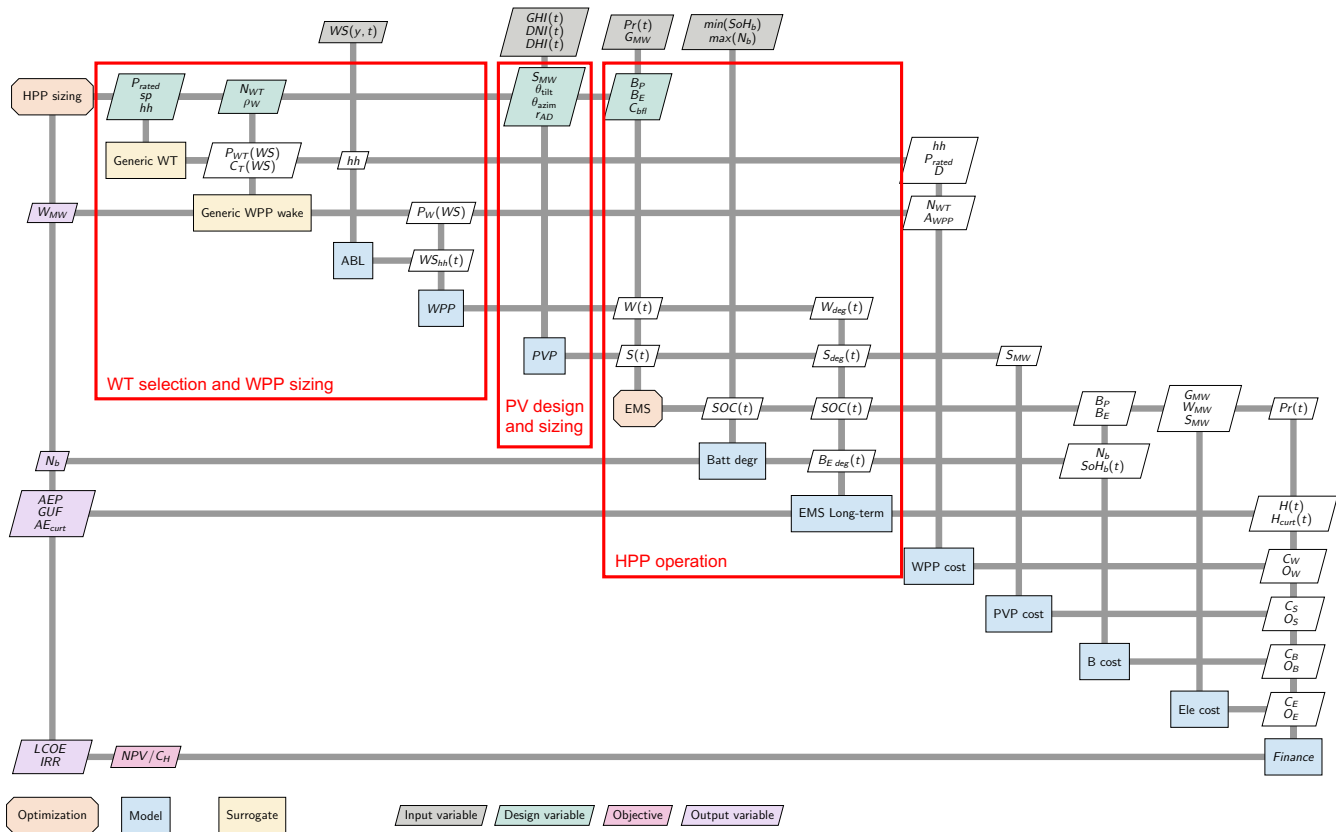 WS(y, t)
GHI(t)
DNI(t)
DHI(t)
Pr(t)
G_MW
min(SoH_b)
max(N_b)
HPP sizing
P_rated
sp
hh
N_WT
ρ_W
S_MW
θ_tilt
θ_azim
r_AD
B_P
B_E
C_bfl
Generic WT
P_WT(WS)
C_T(WS)
hh
hh
P_rated
D
W_MW
Generic WPP wake
P_W(WS)
N_WT
A_WPP
ABL
WS_hh(t)
WPP
W(t)
W_deg(t)
PVP
S(t)
S_deg(t)
S_MW
WT selection and WPP sizing
PV design
and sizing
EMS
SOC(t)
SOC(t)
B_P
B_E
G_MW
W_MW
S_MW
Pr(t)
N_b
Batt degr
B_E deg(t)
N_b
SoH_b(t)
AEP
GUF
AE_curt
EMS Long-term
H(t)
H_curt(t)
HPP operation
WPP cost
C_W
O_W
PVP cost
C_S
O_S
B cost
C_B
O_B
Ele cost
C_E
O_E
LCOE
IRR
NPV/C_H
Finance
Optimization
Model
Surrogate
Input variable
Design variable
Objective
Output variable